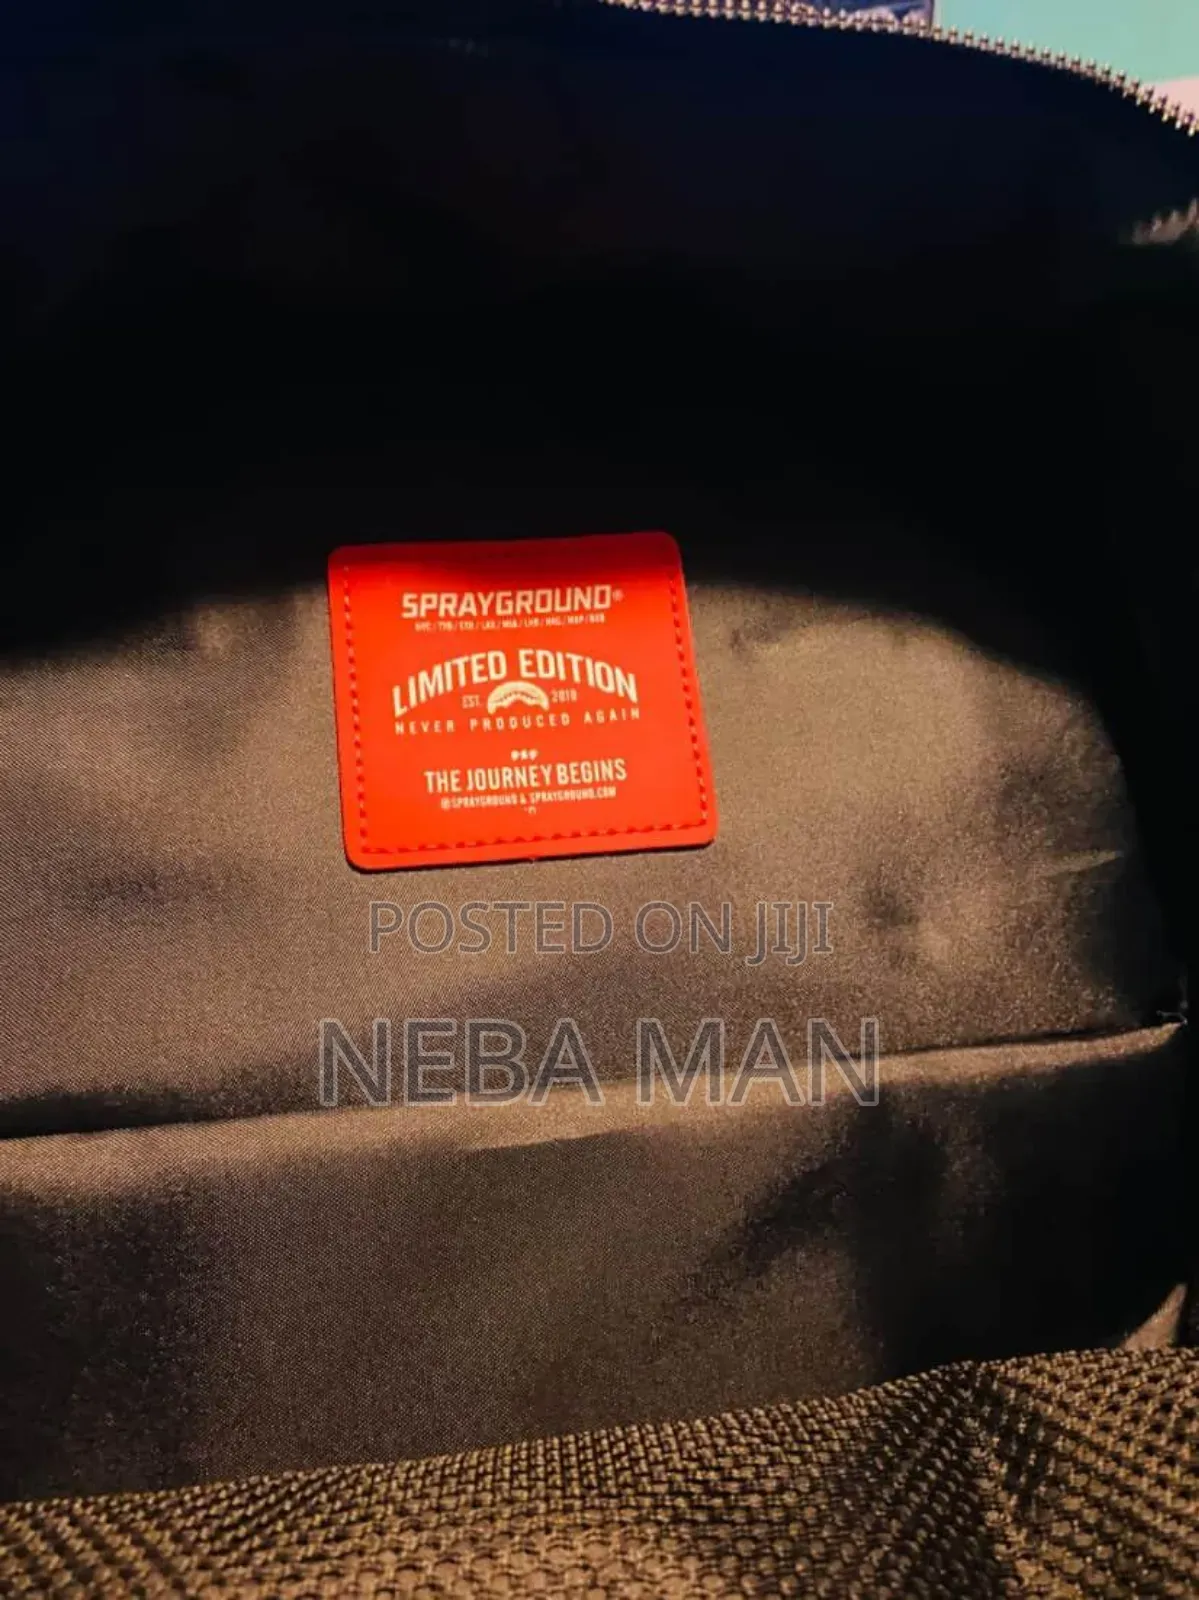 SPRAYGROUND®
LIMITED EDITION
EST. 2010
NEVER PRODUCED AGAIN
THE JOURNEY BEGINS
@SPRAYGROUND & SPRAYGROUND.COM
POSTED ON JIJI
NEBA MAN